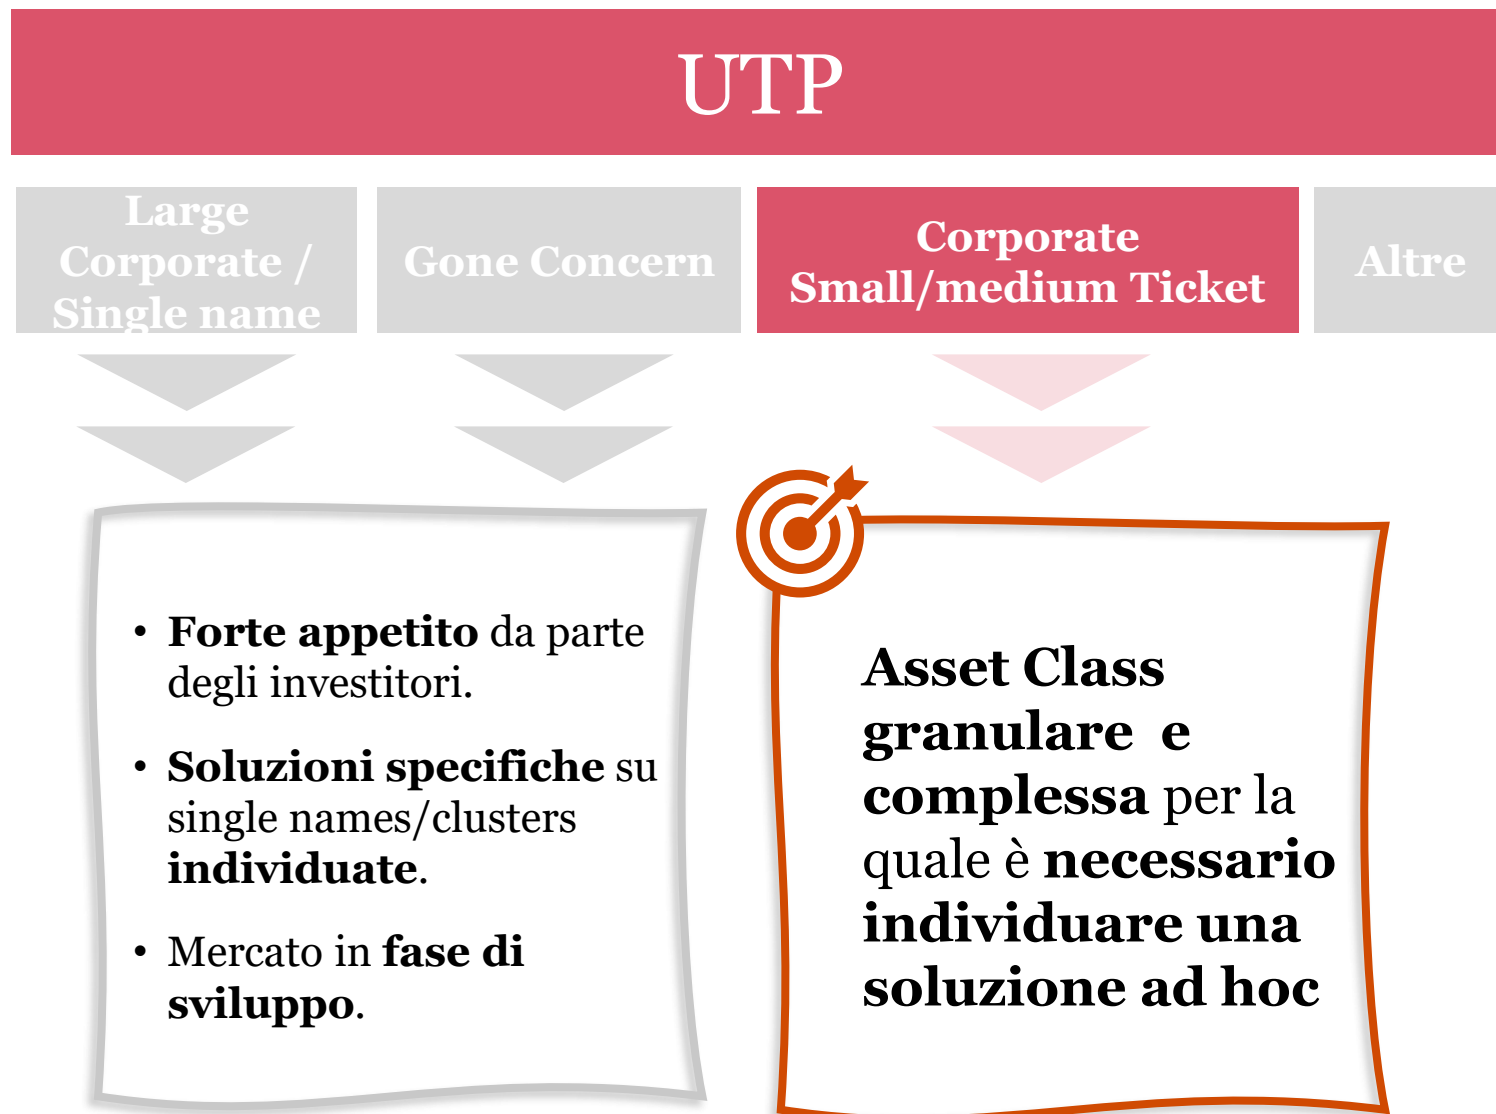 UTP
Large
Corporate /
Single name
Gone Concern
Corporate
Small/medium Ticket
Altre
• Forte appetito da parte
degli investitori.
• Soluzioni specifiche su
single names/clusters
individuate.
• Mercato in fase di
sviluppo.
Asset Class
granulare e
complessa per la
quale è necessario
individuare una
soluzione ad hoc